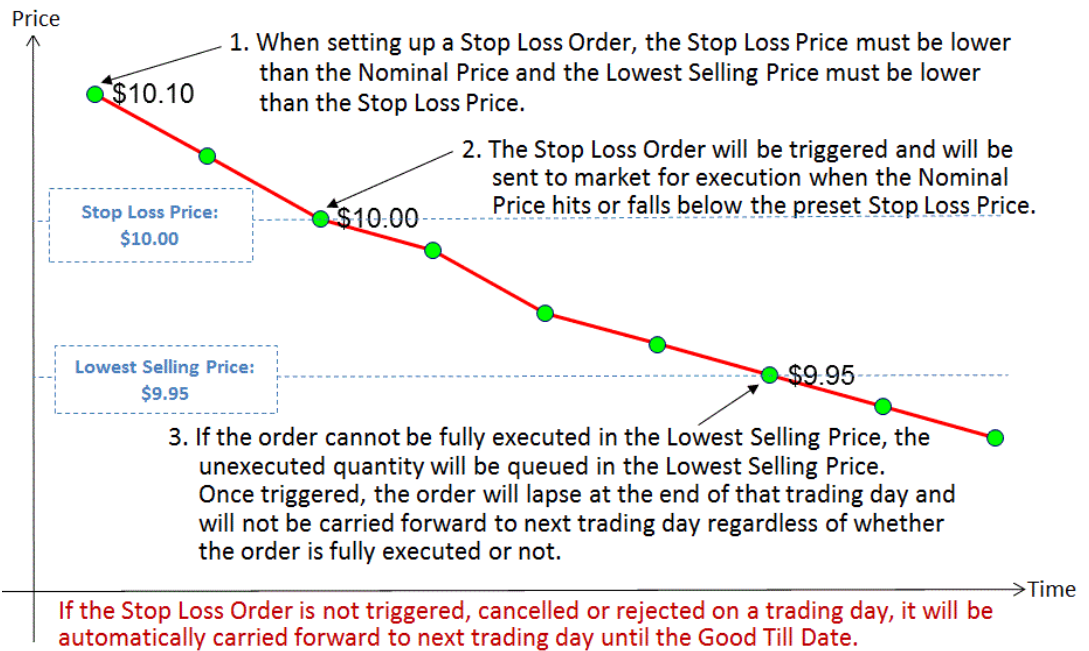 Price
1. When setting up a Stop Loss Order, the Stop Loss Price must be lower
than the Nominal Price and the Lowest Selling Price must be lower
than the Stop Loss Price.
$10.10
2. The Stop Loss Order will be triggered and will be
sent to market for execution when the Nominal
Price hits or falls below the preset Stop Loss Price.
Stop Loss Price:
$10.00
$10.00
Lowest Selling Price:
$9.95
$9.95
3. If the order cannot be fully executed in the Lowest Selling Price, the
unexecuted quantity will be queued in the Lowest Selling Price.
Once triggered, the order will lapse at the end of that trading day and
will not be carried forward to next trading day regardless of whether
the order is fully executed or not.
Time
If the Stop Loss Order is not triggered, cancelled or rejected on a trading day, it will be
automatically carried forward to next trading day until the Good Till Date.